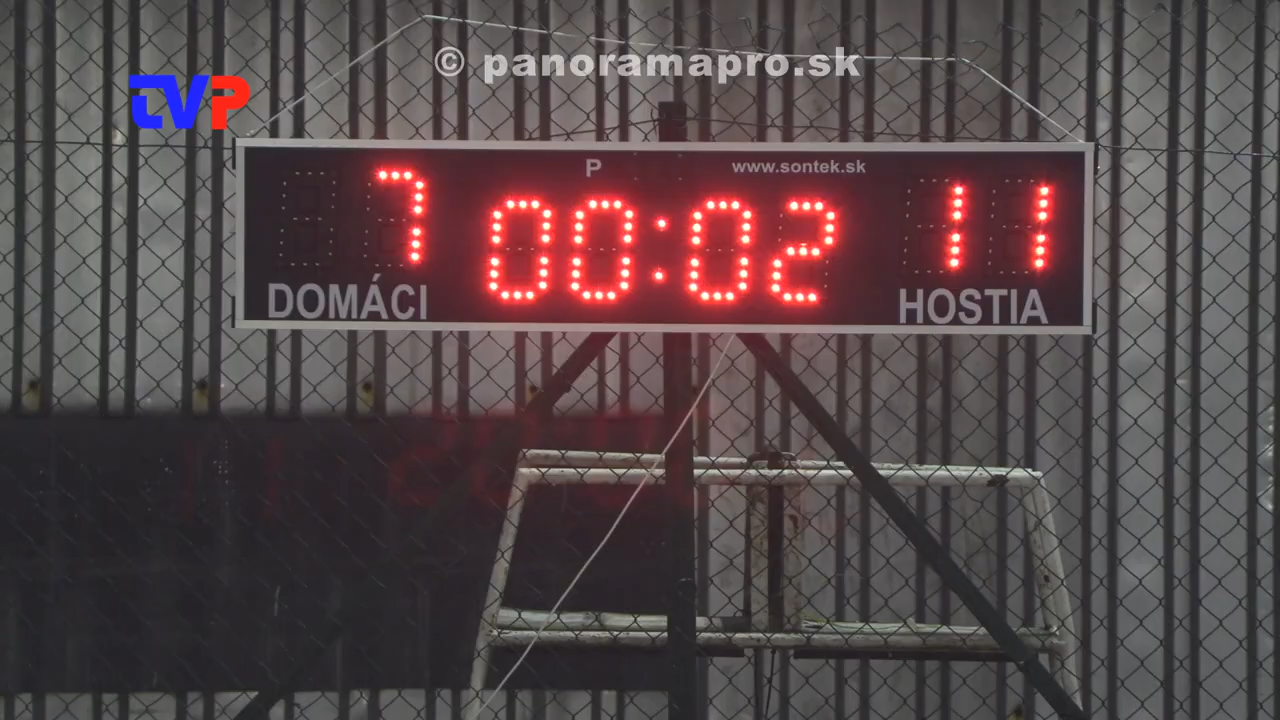 © panoramapro.sk
TVP
P www.sontek.sk
7 00:02 11
DOMÁCI HOSTIA